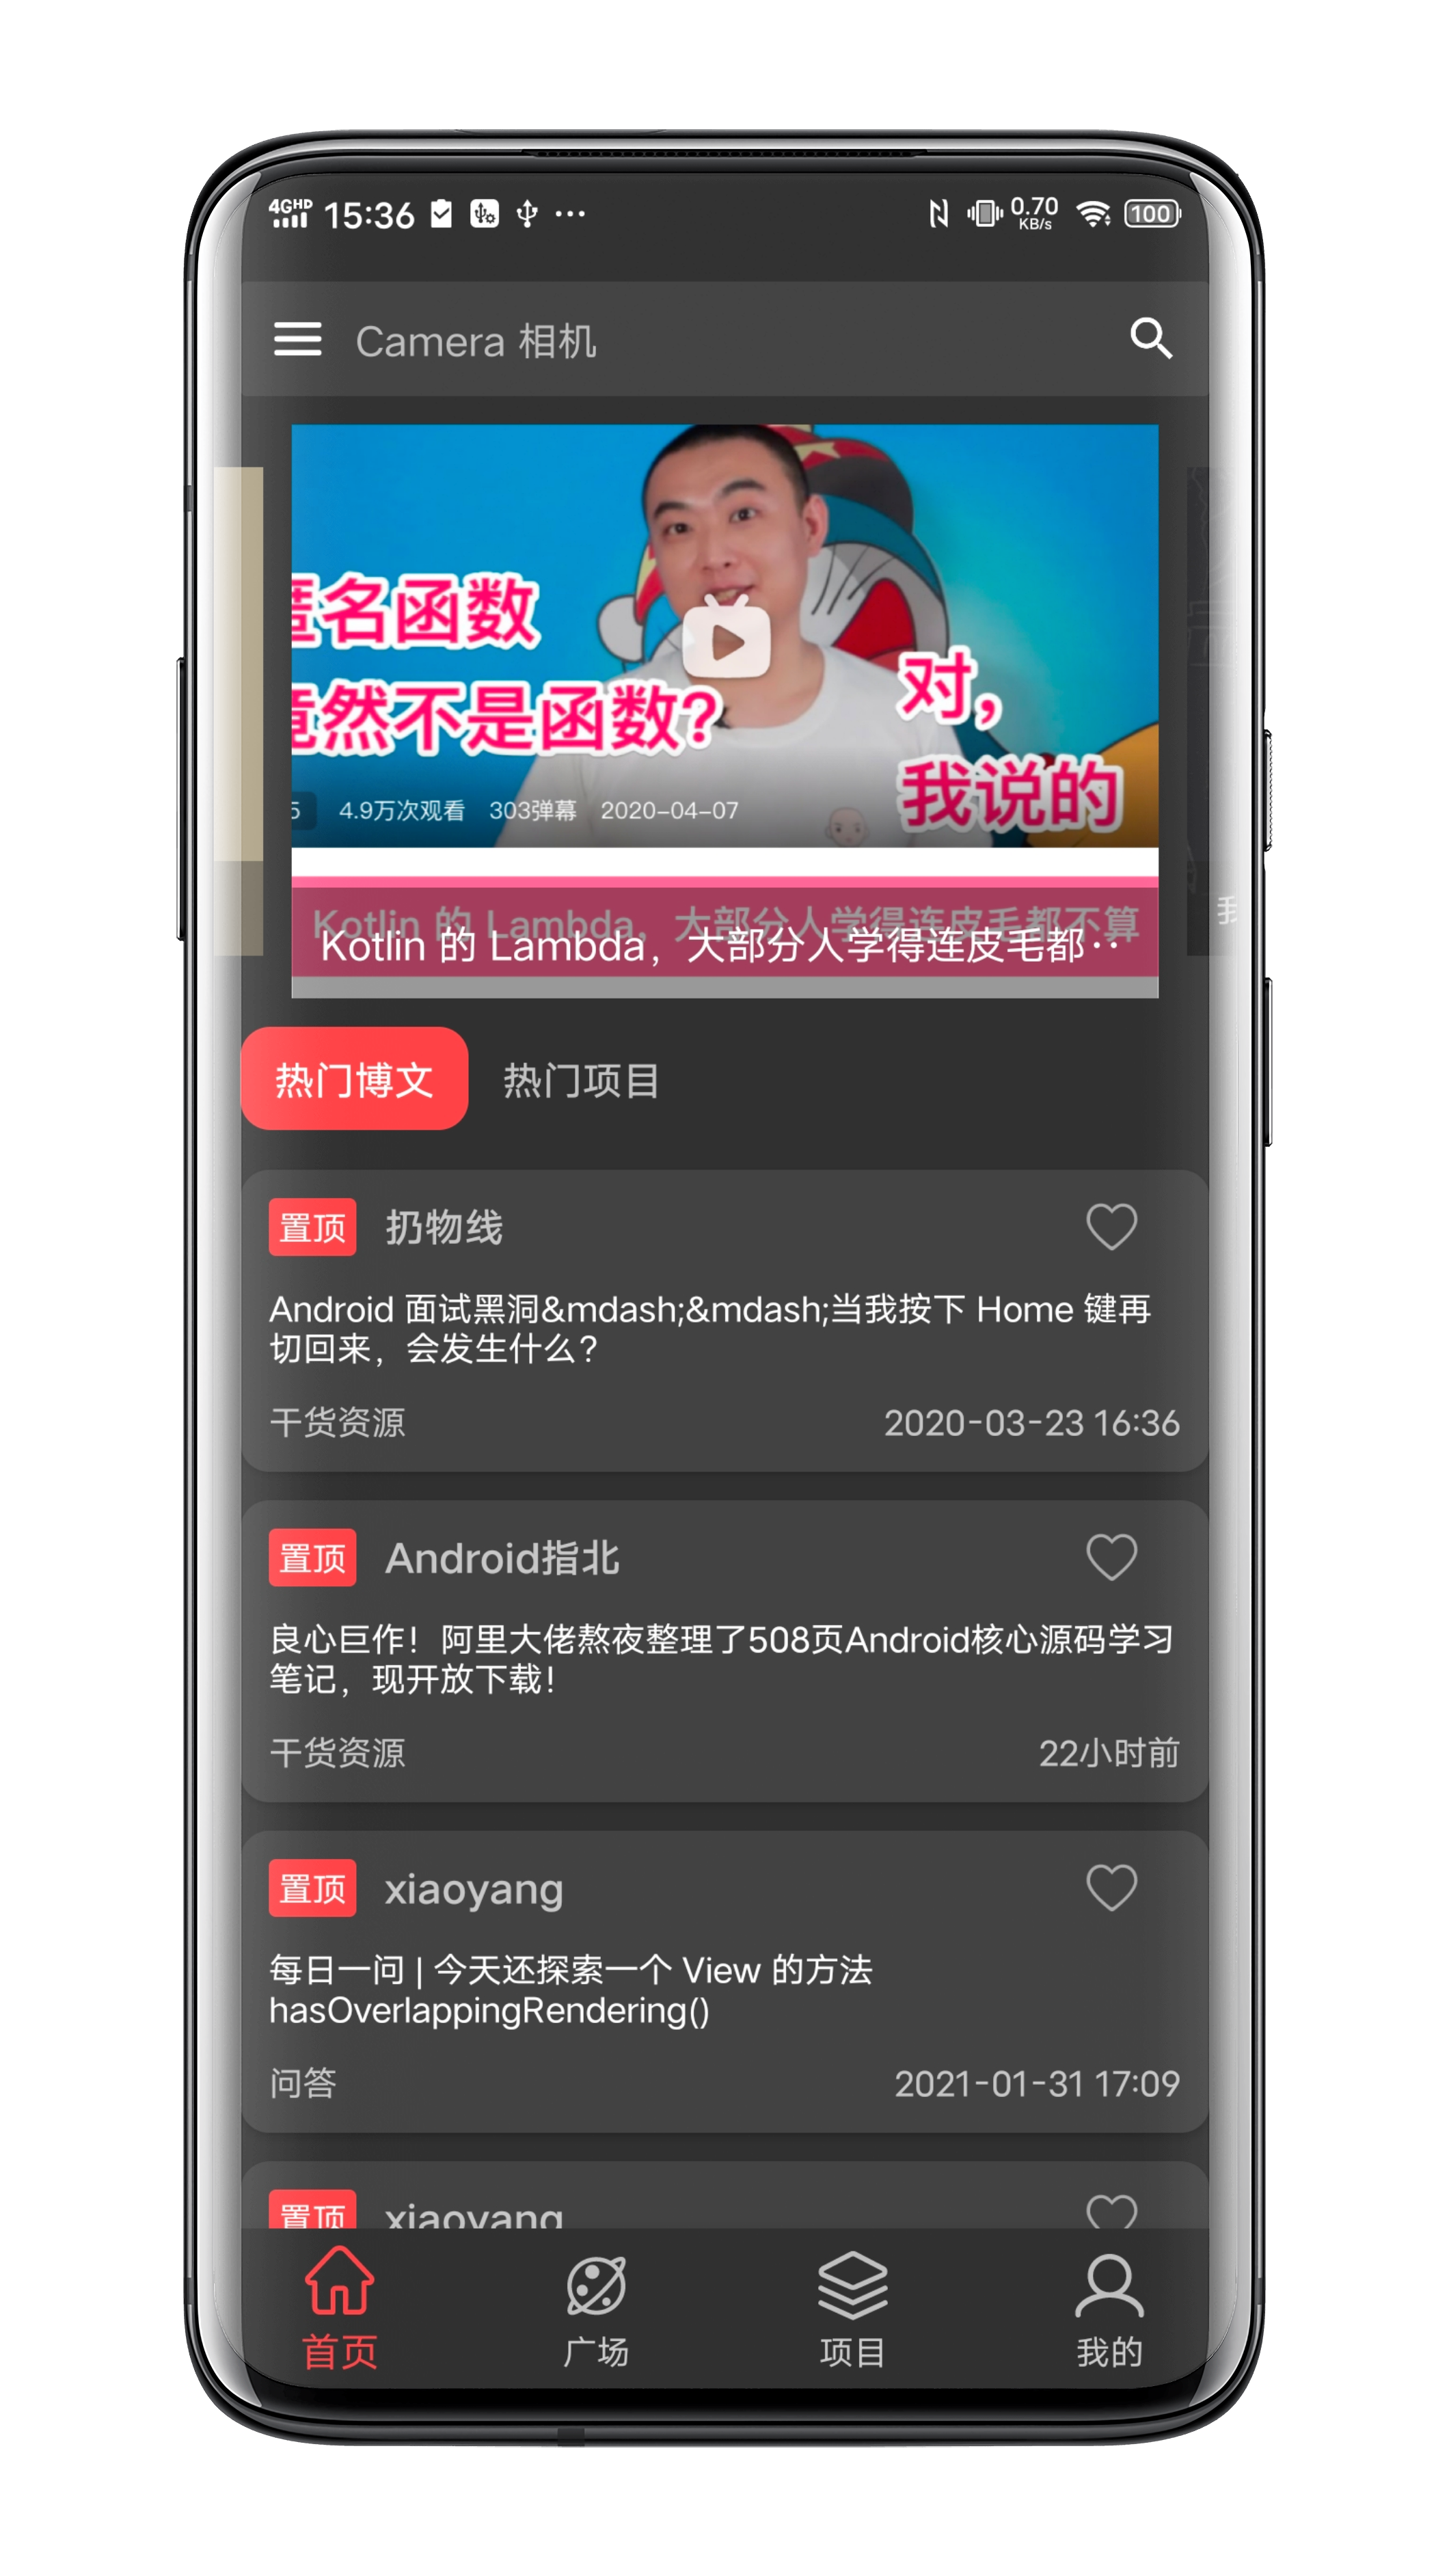 4GHD 15:36 0.70 KB/s 100
Camera 相机
匿名函数
竟然不是函数?
对，
我说的
5 4.9万次观看 303弹幕 2020-04-07
Kotlin 的 Lambda，大部分人学得连皮毛都不算
Kotlin 的 Lambda，大部分人学得连皮毛都··
我
热门博文 热门项目
置顶 扔物线
Android 面试黑洞&mdash;&mdash;当我按下 Home 键再
切回来，会发生什么？
干货资源 2020-03-23 16:36
置顶 Android指北
良心巨作！阿里大佬熬夜整理了508页Android核心源码学习
笔记，现开放下载！
干货资源 22小时前
置顶 xiaoyang
每日一问 | 今天还探索一个 View 的方法
hasOverlappingRendering()
问答 2021-01-31 17:09
置顶 xiaoyang
首页 广场 项目 我的